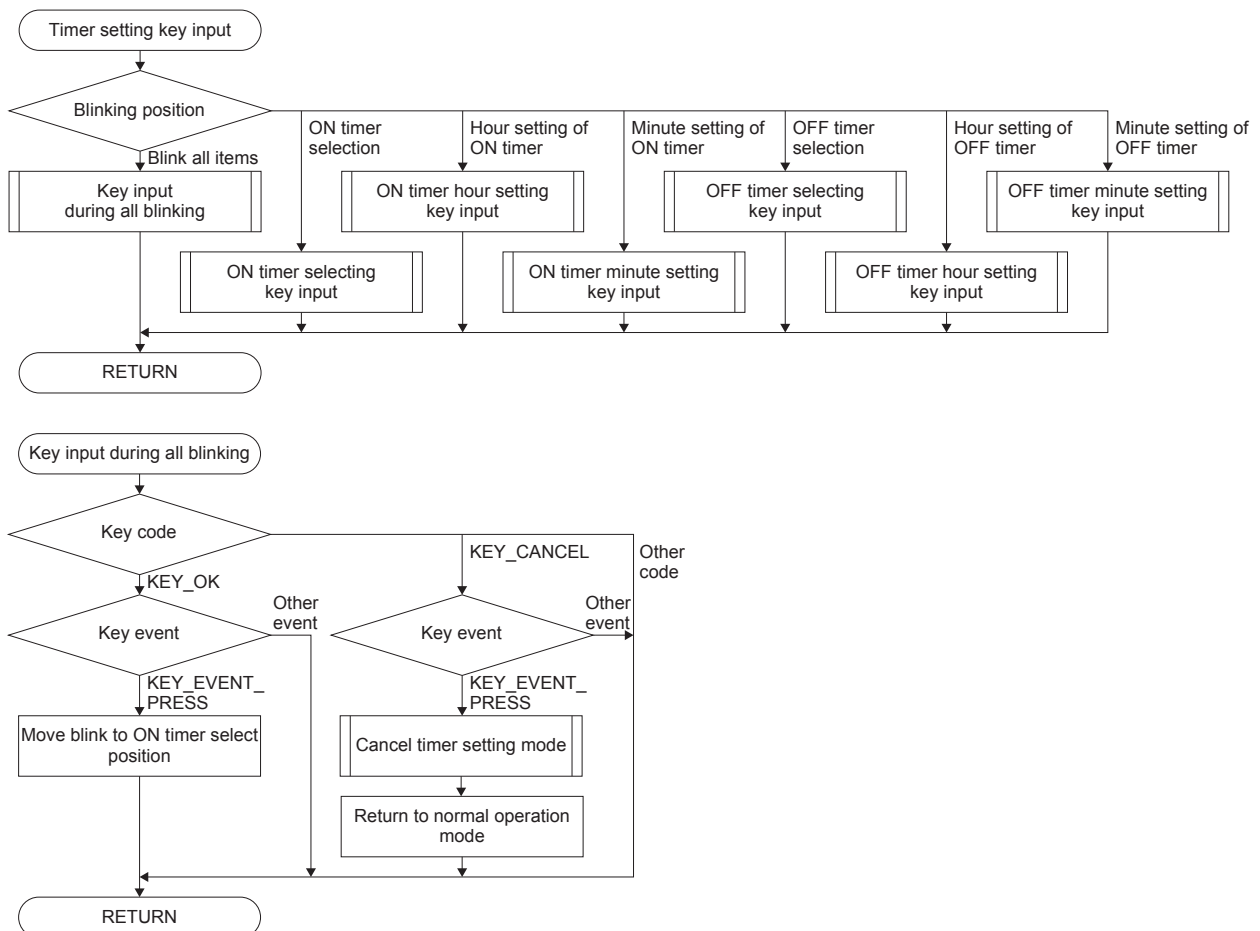 Timer setting key input
Blinking position
Blink all items
ON timer
selection
Hour setting of
ON timer
Minute setting of
ON timer
OFF timer
selection
Hour setting of
OFF timer
Minute setting of
OFF timer
Key input
during all blinking
ON timer hour setting
key input
OFF timer selecting
key input
OFF timer minute setting
key input
ON timer selecting
key input
ON timer minute setting
key input
OFF timer hour setting
key input
RETURN
Key input during all blinking
Key code
KEY_OK
KEY_CANCEL
Other
code
Key event
Other
event
Key event
Other
event
KEY_EVENT_
PRESS
KEY_EVENT_
PRESS
Move blink to ON timer select
position
Cancel timer setting mode
Return to normal operation
mode
RETURN